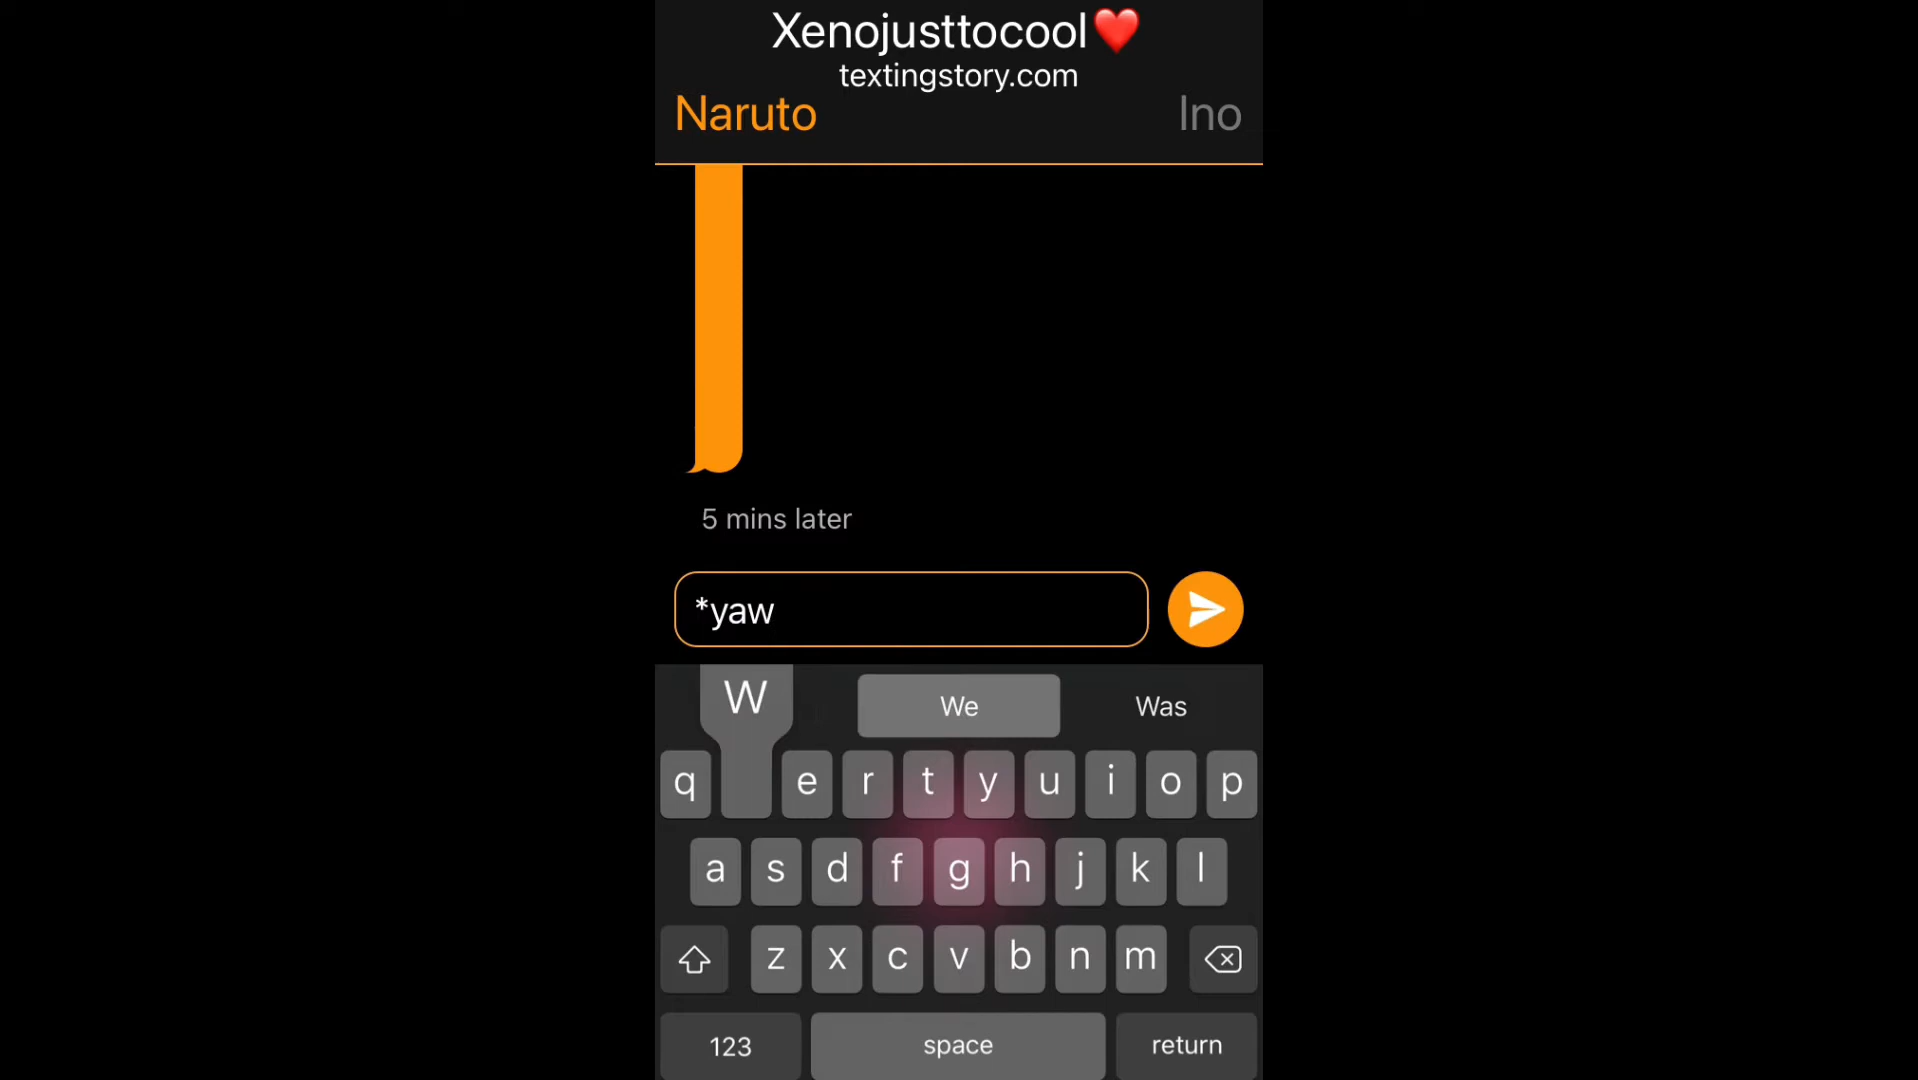 Xenojusttocool❤️
textingstory.com
Naruto Ino
5 mins later
*yaw
W We Was
q e r t y u i o p
a s d f g h j k l
z x c v b n m
123 space return